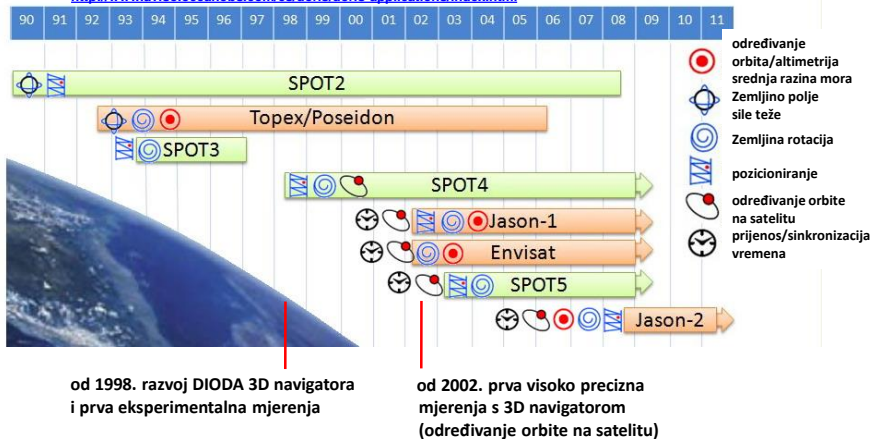 90 91 92 93 94 95 96 97 98 99 00 01 02 03 04 05 06 07 08 09 10 11
SPOT2
Topex/Poseidon
SPOT3
SPOT4
Jason-1
Envisat
SPOT5
Jason-2
određivanje
orbita/altimetrija
srednja razina mora
Zemljino polje
sile teže
Zemljina rotacija
pozicioniranje
određivanje orbite
na satelitu
prijenos/sinkronizacija
vremena
od 1998. razvoj DIODA 3D navigatora
i prva eksperimentalna mjerenja
od 2002. prva visoko precizna
mjerenja s 3D navigatorom
(određivanje orbite na satelitu)